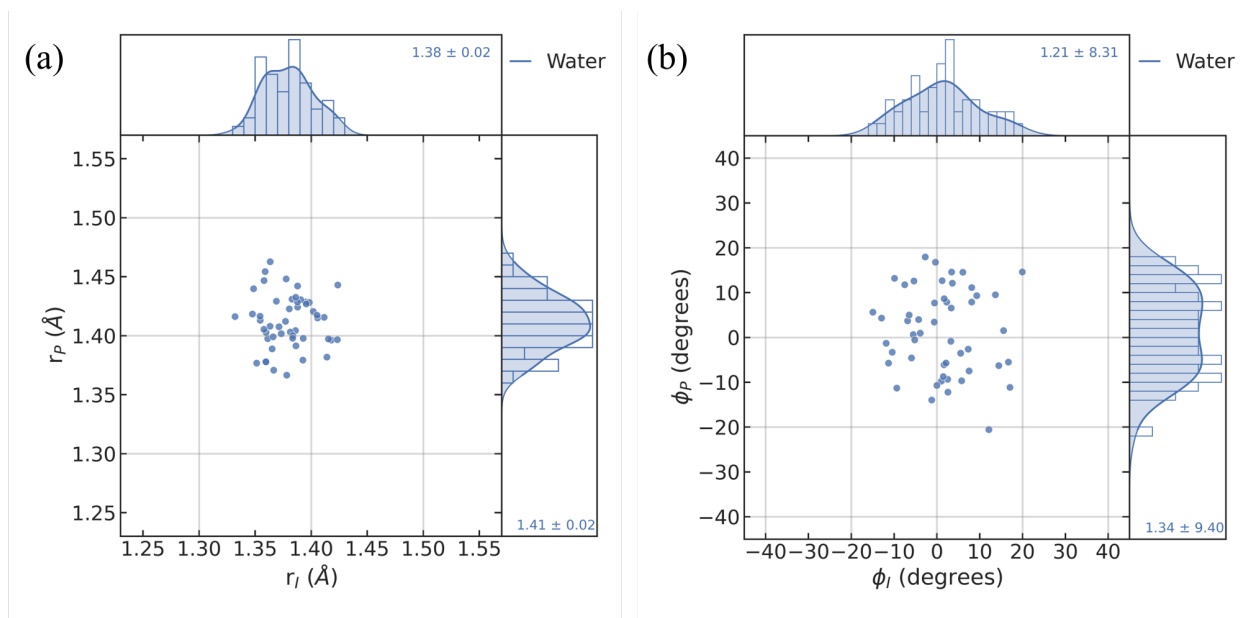 (a)
1.38 ± 0.02
Water
1.55
1.50
1.45
1.40
1.35
1.30
1.25
r_P (Å)
1.25 1.30 1.35 1.40 1.45 1.50 1.55
r_I (Å)
1.41 ± 0.02
(b)
1.21 ± 8.31
Water
40
30
20
10
0
−10
−20
−30
−40
ϕ_P (degrees)
−40 −30 −20 −10 0 10 20 30 40
ϕ_I (degrees)
1.34 ± 9.40